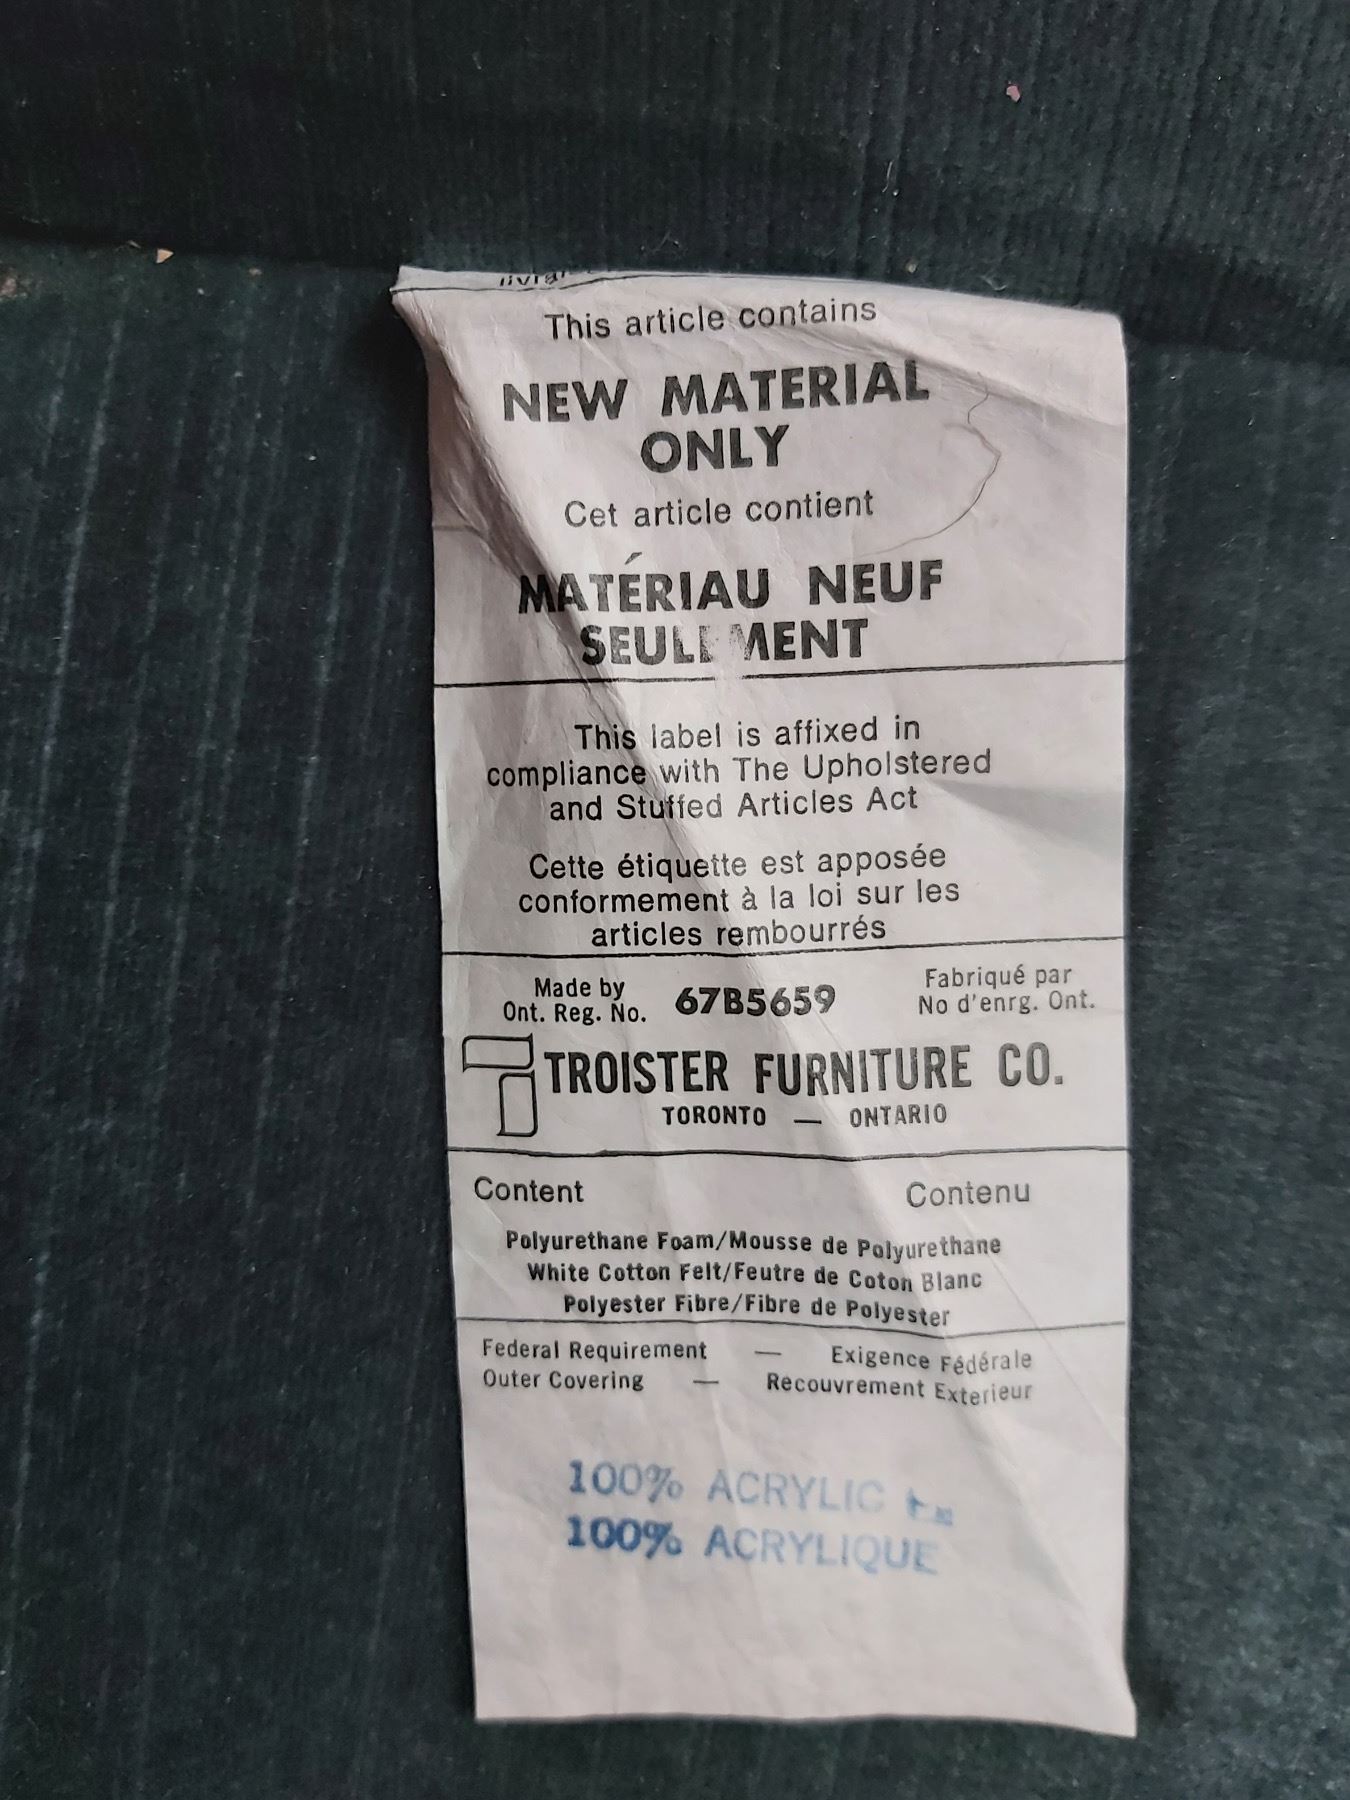 This article contains
NEW MATERIAL
ONLY
Cet article contient
MATÉRIAU NEUF
SEULEMENT
This label is affixed in
compliance with The Upholstered
and Stuffed Articles Act
Cette étiquette est apposée
conformement à la loi sur les
articles rembourrés
Made by
Ont. Reg. No.
67B5659
Fabriqué par
No d'enrg. Ont.
TROISTER FURNITURE CO.
TORONTO — ONTARIO
Content Contenu
Polyurethane Foam/Mousse de Polyurethane
White Cotton Felt/Feutre de Coton Blanc
Polyester Fibre/Fibre de Polyester
Federal Requirement — Exigence Fédérale
Outer Covering — Recouvrement Exterieur
100% ACRYLIC
100% ACRYLIQUE